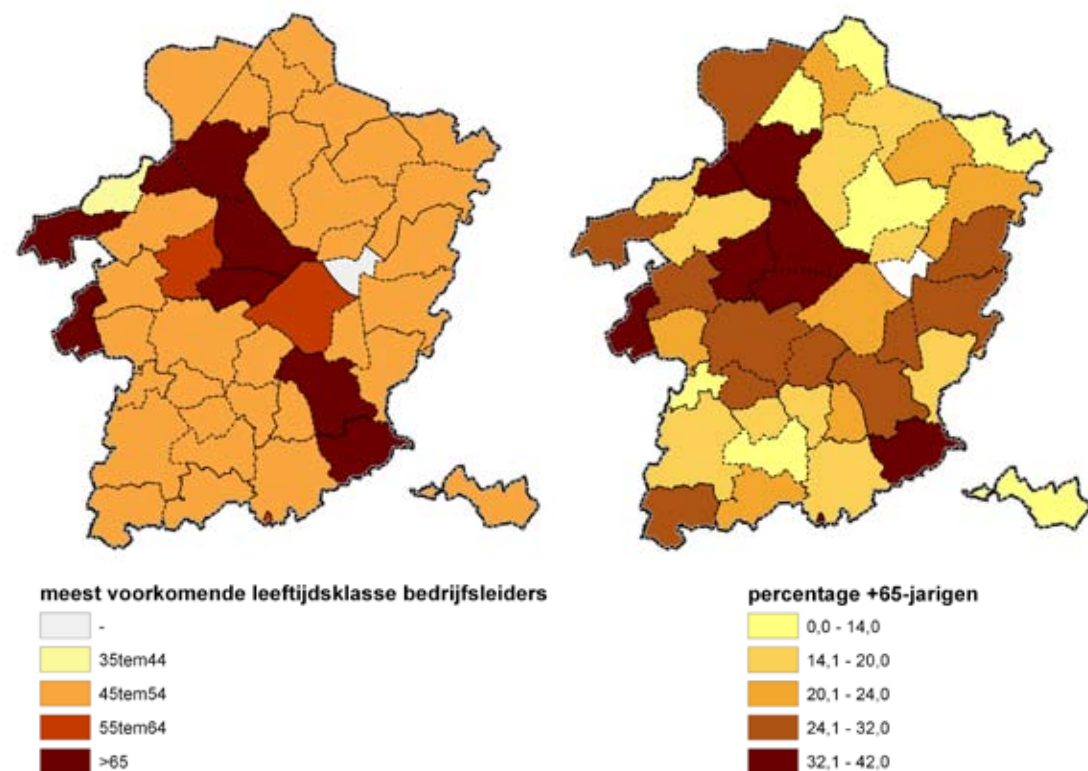 meest voorkomende leeftijdsklasse bedrijfsleiders
-
35tem44
45tem54
55tem64
>65
percentage +65-jarigen
0,0 - 14,0
14,1 - 20,0
20,1 - 24,0
24,1 - 32,0
32,1 - 42,0